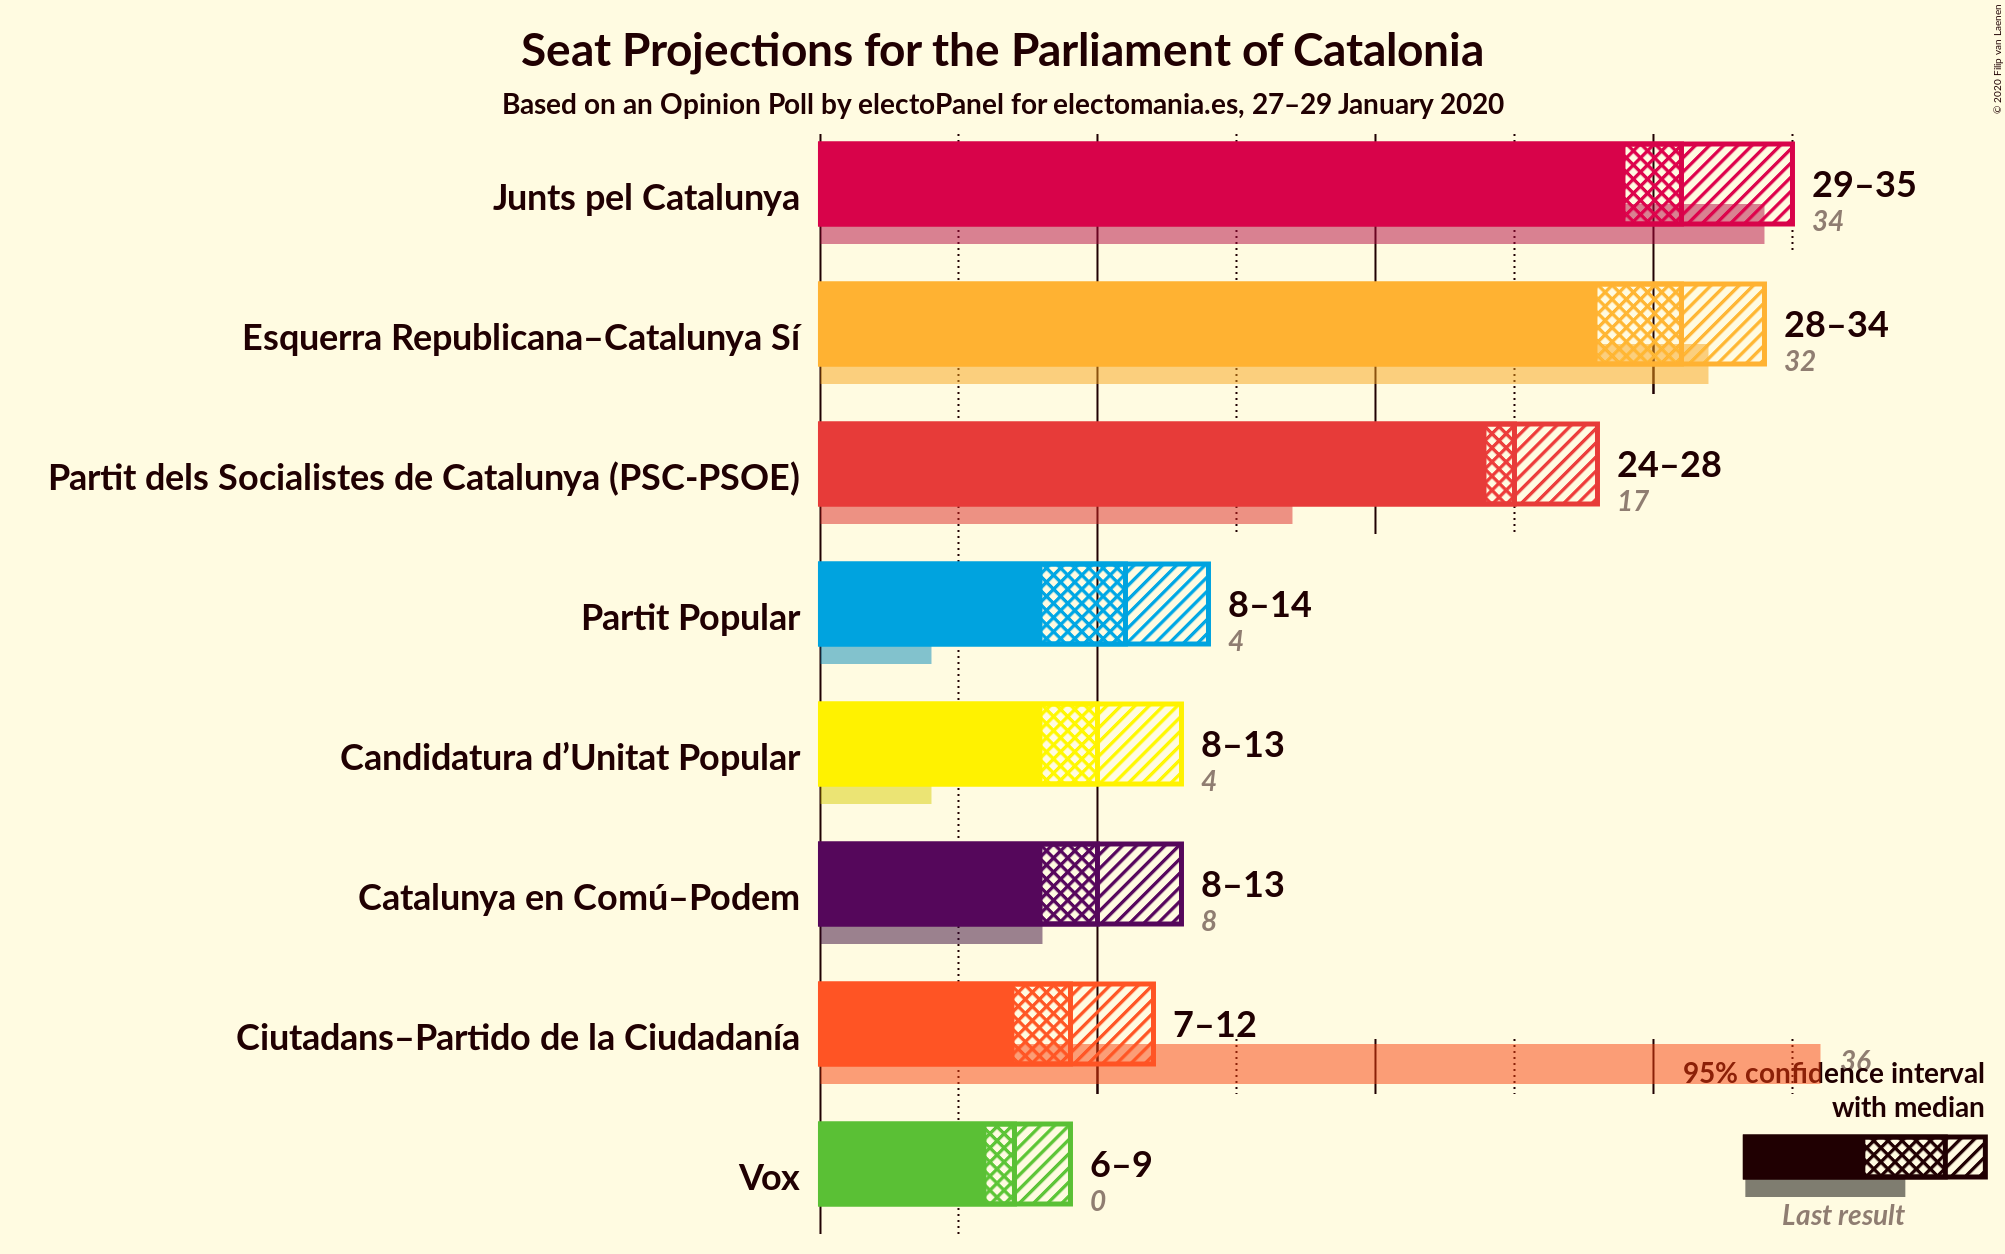 Seat Projections for the Parliament of Catalonia
Based on an Opinion Poll by electoPanel for electomania.es, 27–29 January 2020
© 2020 Filip van Laenen
Junts pel Catalunya
29–35
34
Esquerra Republicana–Catalunya Sí
28–34
32
Partit dels Socialistes de Catalunya (PSC-PSOE)
24–28
17
Partit Popular
8–14
4
Candidatura d’Unitat Popular
8–13
4
Catalunya en Comú–Podem
8–13
8
Ciutadans–Partido de la Ciudadanía
7–12
36
Vox
6–9
0
95% confidence interval
with median
Last result